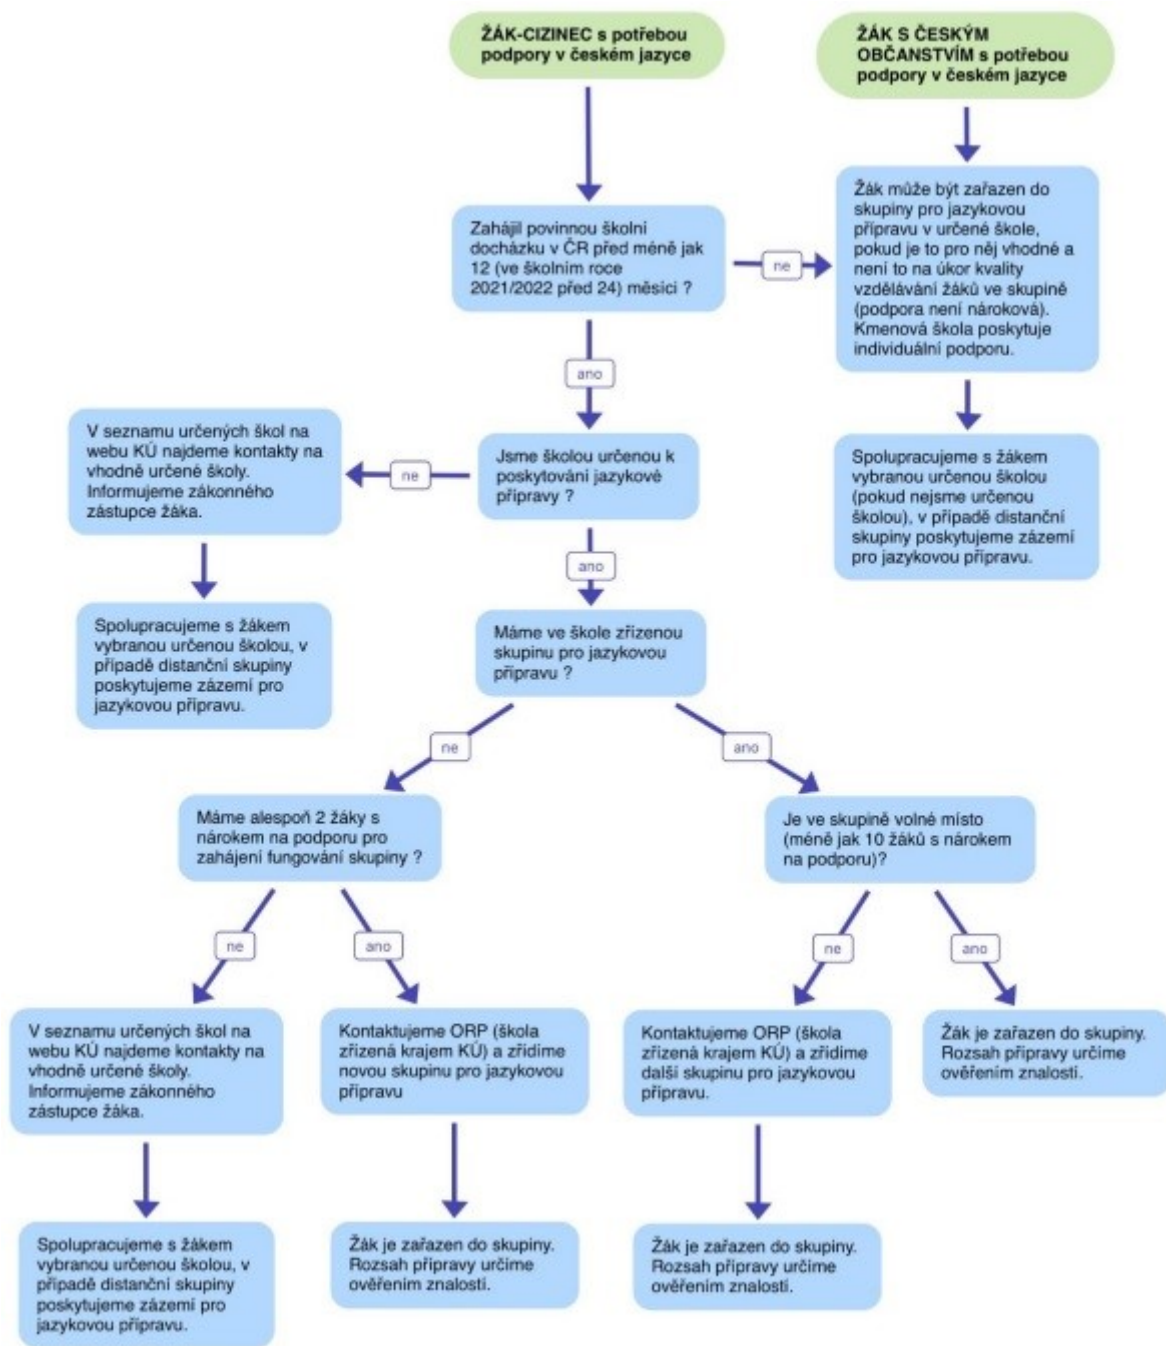 ŽÁK-CIZINEC s potřebou
podpory v českém jazyce
ŽÁK S ČESKÝM
OBČANSTVÍM s potřebou
podpory v českém jazyce
Zahájil povinnou školní
docházku v ČR před méně jak
12 (ve školním roce
2021/2022 před 24) měsíci ?
ne
Žák může být zařazen do
skupiny pro jazykovou
přípravu v určené škole,
pokud je to pro něj vhodné a
není to na úkor kvality
vzdělávání žáků ve skupině
(podpora není nároková).
Kmenová škola poskytuje
individuální podporu.
ano
V seznamu určených škol na
webu KÚ najdeme kontakty na
vhodně určené školy.
Informujeme zákonného
zástupce žáka.
ne
Jsme školou určenou k
poskytování jazykové
přípravy ?
Spolupracujeme s žákem
vybranou určenou školou
(pokud nejsme určenou
školou), v případě distanční
skupiny poskytujeme zázemí
pro jazykovou přípravu.
ano
Spolupracujeme s žákem
vybranou určenou školou, v
případě distanční skupiny
poskytujeme zázemí pro
jazykovou přípravu.
Máme ve škole zřízenou
skupinu pro jazykovou
přípravu ?
ne
ano
Máme alespoň 2 žáky s
nárokem na podporu pro
zahájení fungování skupiny ?
Je ve skupině volné místo
(méně jak 10 žáků s nárokem
na podporu)?
ne
ano
ne
ano
V seznamu určených škol na
webu KÚ najdeme kontakty na
vhodně určené školy.
Informujeme zákonného
zástupce žáka.
Kontaktujeme ORP (škola
zřízená krajem KÚ) a zřídíme
novou skupinu pro jazykovou
přípravu
Kontaktujeme ORP (škola
zřízená krajem KÚ) a zřídíme
další skupinu pro jazykovou
přípravu.
Žák je zařazen do skupiny.
Rozsah přípravy určíme
ověřením znalostí.
Spolupracujeme s žákem
vybranou určenou školou, v
případě distanční skupiny
poskytujeme zázemí pro
jazykovou přípravu.
Žák je zařazen do skupiny.
Rozsah přípravy určíme
ověřením znalostí.
Žák je zařazen do skupiny.
Rozsah přípravy určíme
ověřením znalostí.